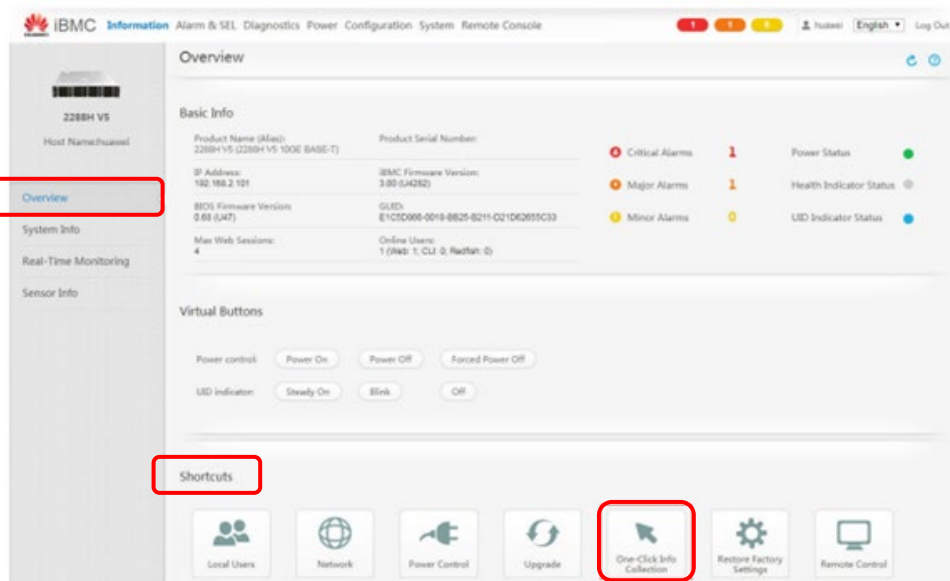 HUAWEI iBMC Information Alarm & SEL Diagnostics Power Configuration System Remote Console 1 1 0 huawei English Log Out
Overview
2288H V5
Host Name:huawei
Overview
System Info
Real-Time Monitoring
Sensor Info
Basic Info
Product Name (Alias):
2288H V5 (2288H V5 10GE BASE-T)
Product Serial Number:
IP Address:
192.168.2.101
iBMC Firmware Version:
3.00 (U4282)
BIOS Firmware Version:
0.68 (U47)
GUID:
Max Web Sessions:
4
Online Users:
1 (Web: 1; CLI: 0; Redfish: 0)
Critical Alarms 1
Major Alarms 1
Minor Alarms 0
Power Status
Health Indicator Status
UID Indicator Status
Virtual Buttons
Power control: Power On Power Off Forced Power Off
UID indicator: Steady On Blink Off
Shortcuts
Local Users
Network
Power Control
Upgrade
One-Click Info
Collection
Restore Factory
Settings
Remote Control